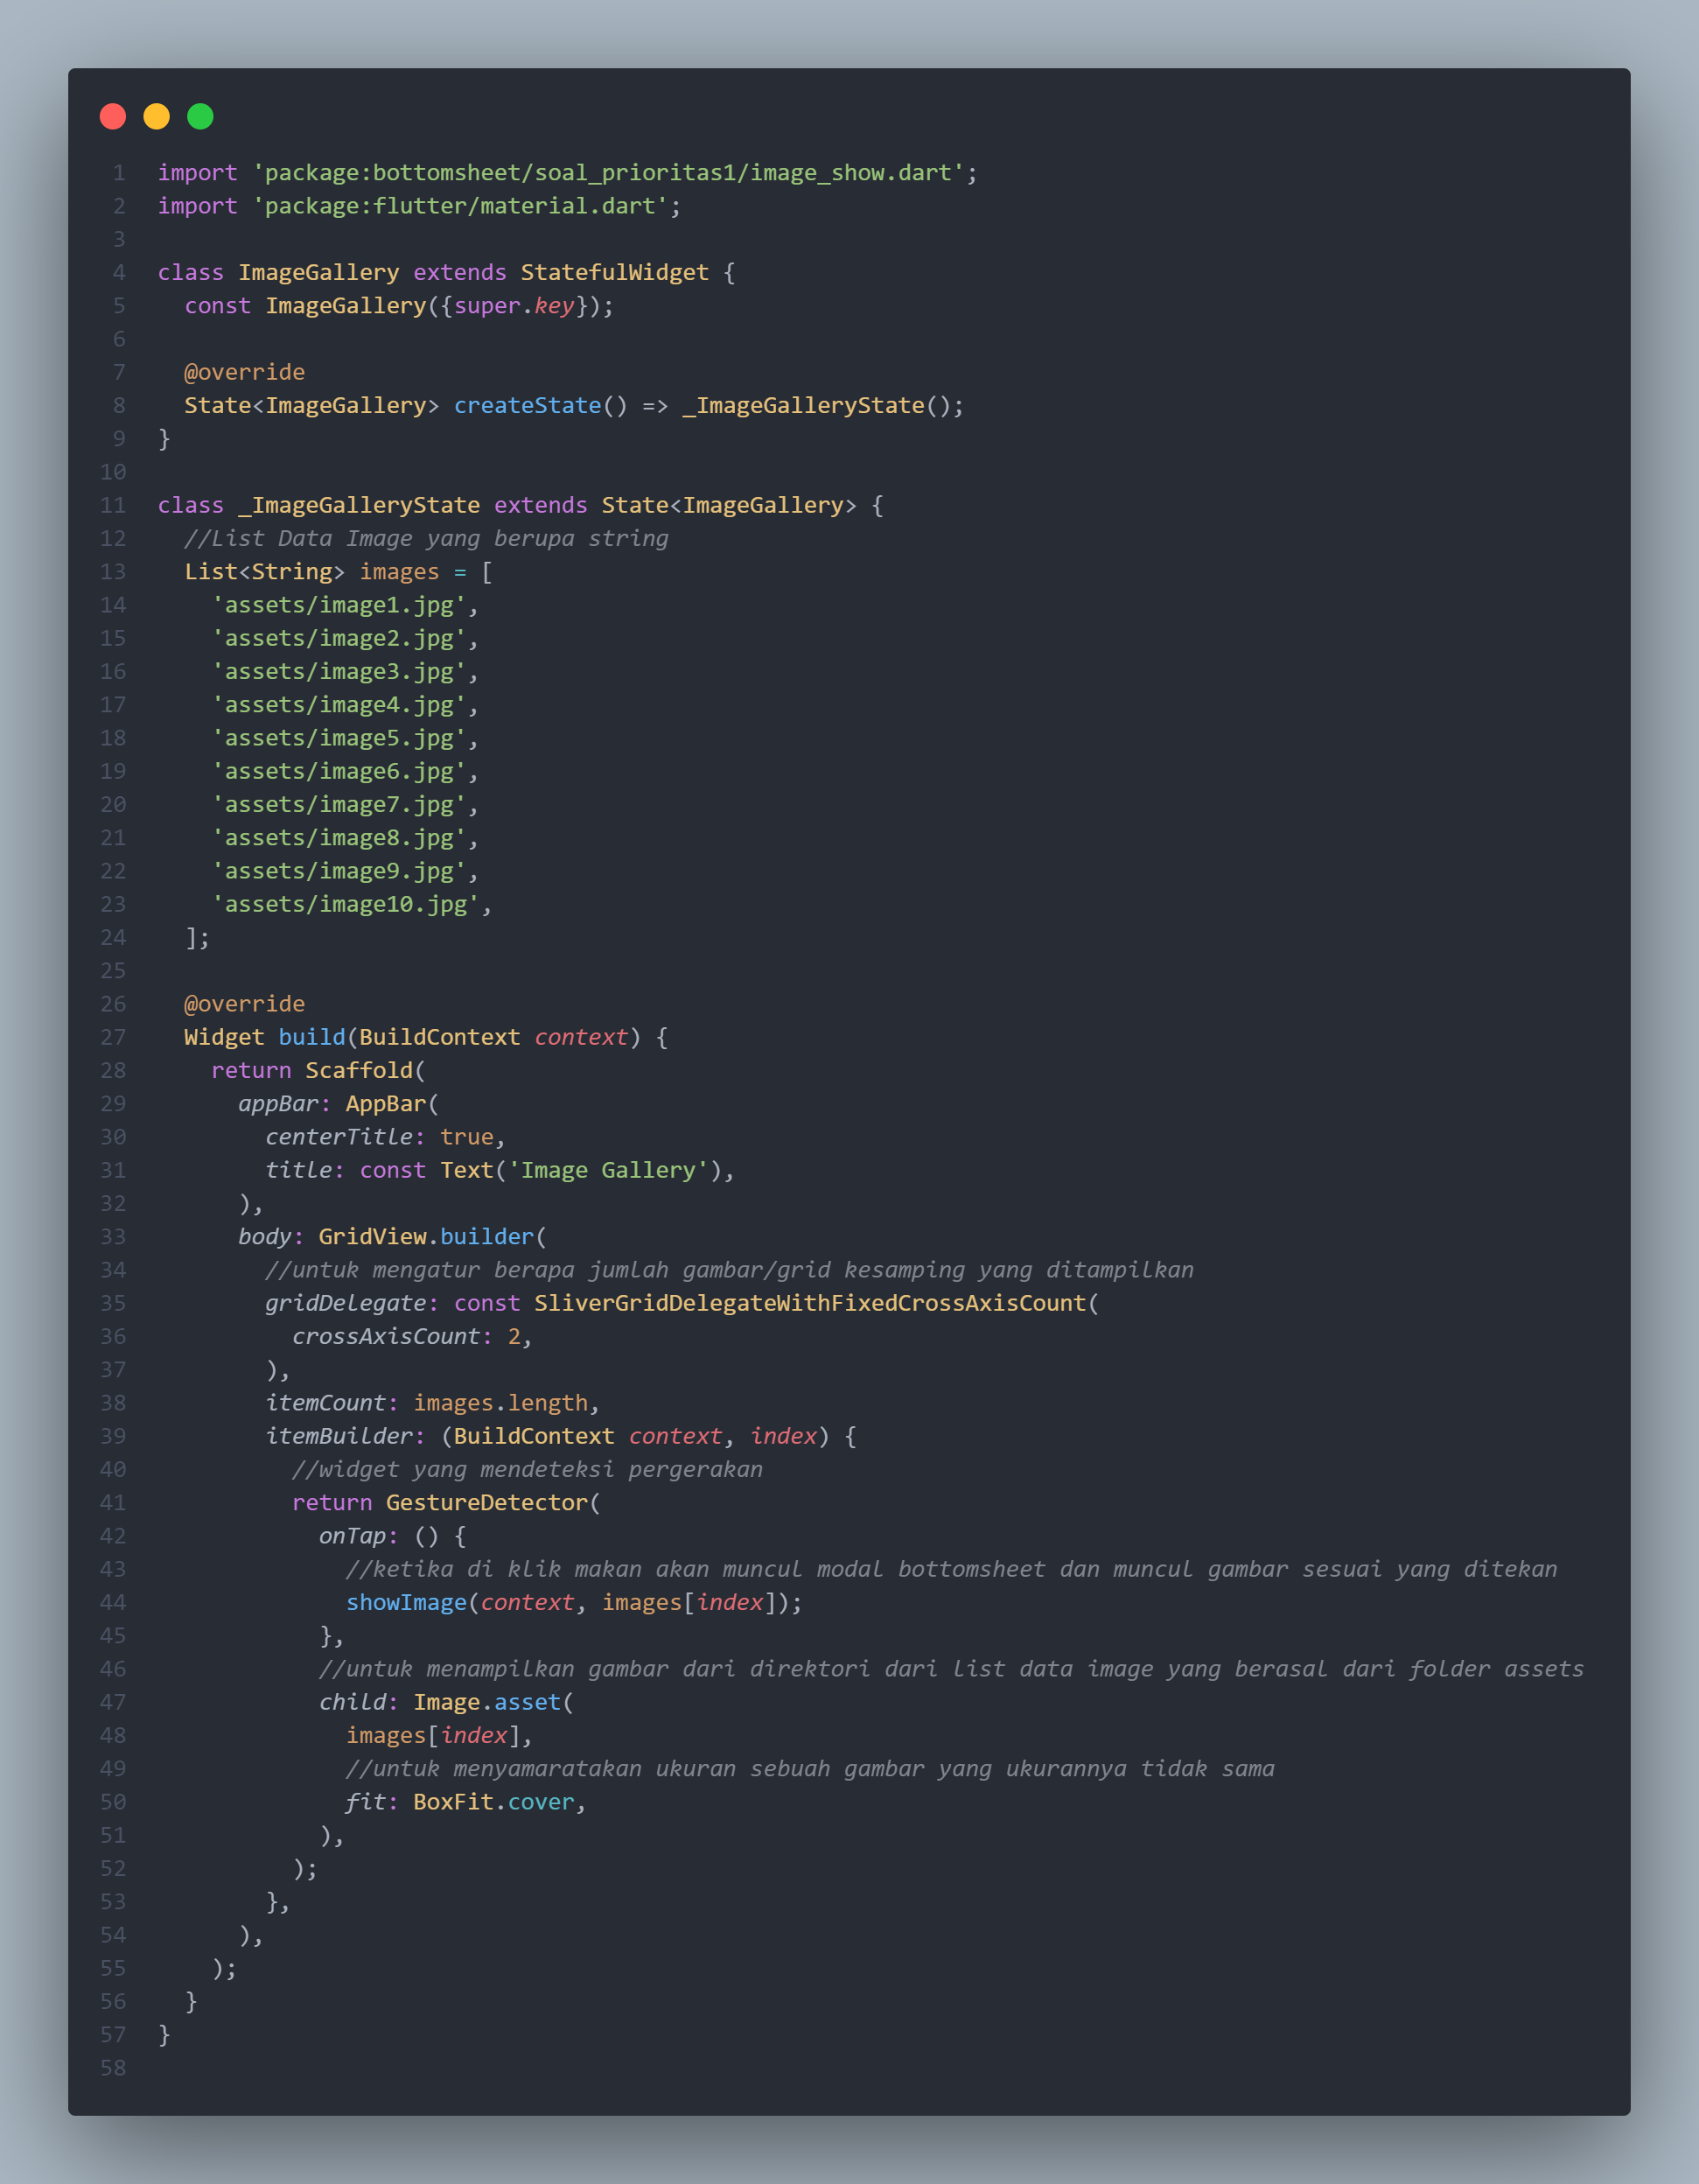 1 import 'package:bottomsheet/soal_prioritas1/image_show.dart';
2 import 'package:flutter/material.dart';
3
4 class ImageGallery extends StatefulWidget {
5   const ImageGallery({super.key});
6
7   @override
8   State<ImageGallery> createState() => _ImageGalleryState();
9 }
10
11 class _ImageGalleryState extends State<ImageGallery> {
12   //List Data Image yang berupa string
13   List<String> images = [
14     'assets/image1.jpg',
15     'assets/image2.jpg',
16     'assets/image3.jpg',
17     'assets/image4.jpg',
18     'assets/image5.jpg',
19     'assets/image6.jpg',
20     'assets/image7.jpg',
21     'assets/image8.jpg',
22     'assets/image9.jpg',
23     'assets/image10.jpg',
24   ];
25
26   @override
27   Widget build(BuildContext context) {
28     return Scaffold(
29       appBar: AppBar(
30         centerTitle: true,
31         title: const Text('Image Gallery'),
32       ),
33       body: GridView.builder(
34         //untuk mengatur berapa jumlah gambar/grid kesamping yang ditampilkan
35         gridDelegate: const SliverGridDelegateWithFixedCrossAxisCount(
36           crossAxisCount: 2,
37         ),
38         itemCount: images.length,
39         itemBuilder: (BuildContext context, index) {
40           //widget yang mendeteksi pergerakan
41           return GestureDetector(
42             onTap: () {
43               //ketika di klik makan akan muncul modal bottomsheet dan muncul gambar sesuai yang ditekan
44               showImage(context, images[index]);
45             },
46             //untuk menampilkan gambar dari direktori dari list data image yang berasal dari folder assets
47             child: Image.asset(
48               images[index],
49               //untuk menyamaratakan ukuran sebuah gambar yang ukurannya tidak sama
50               fit: BoxFit.cover,
51             ),
52           );
53         },
54       ),
55     );
56   }
57 }
58